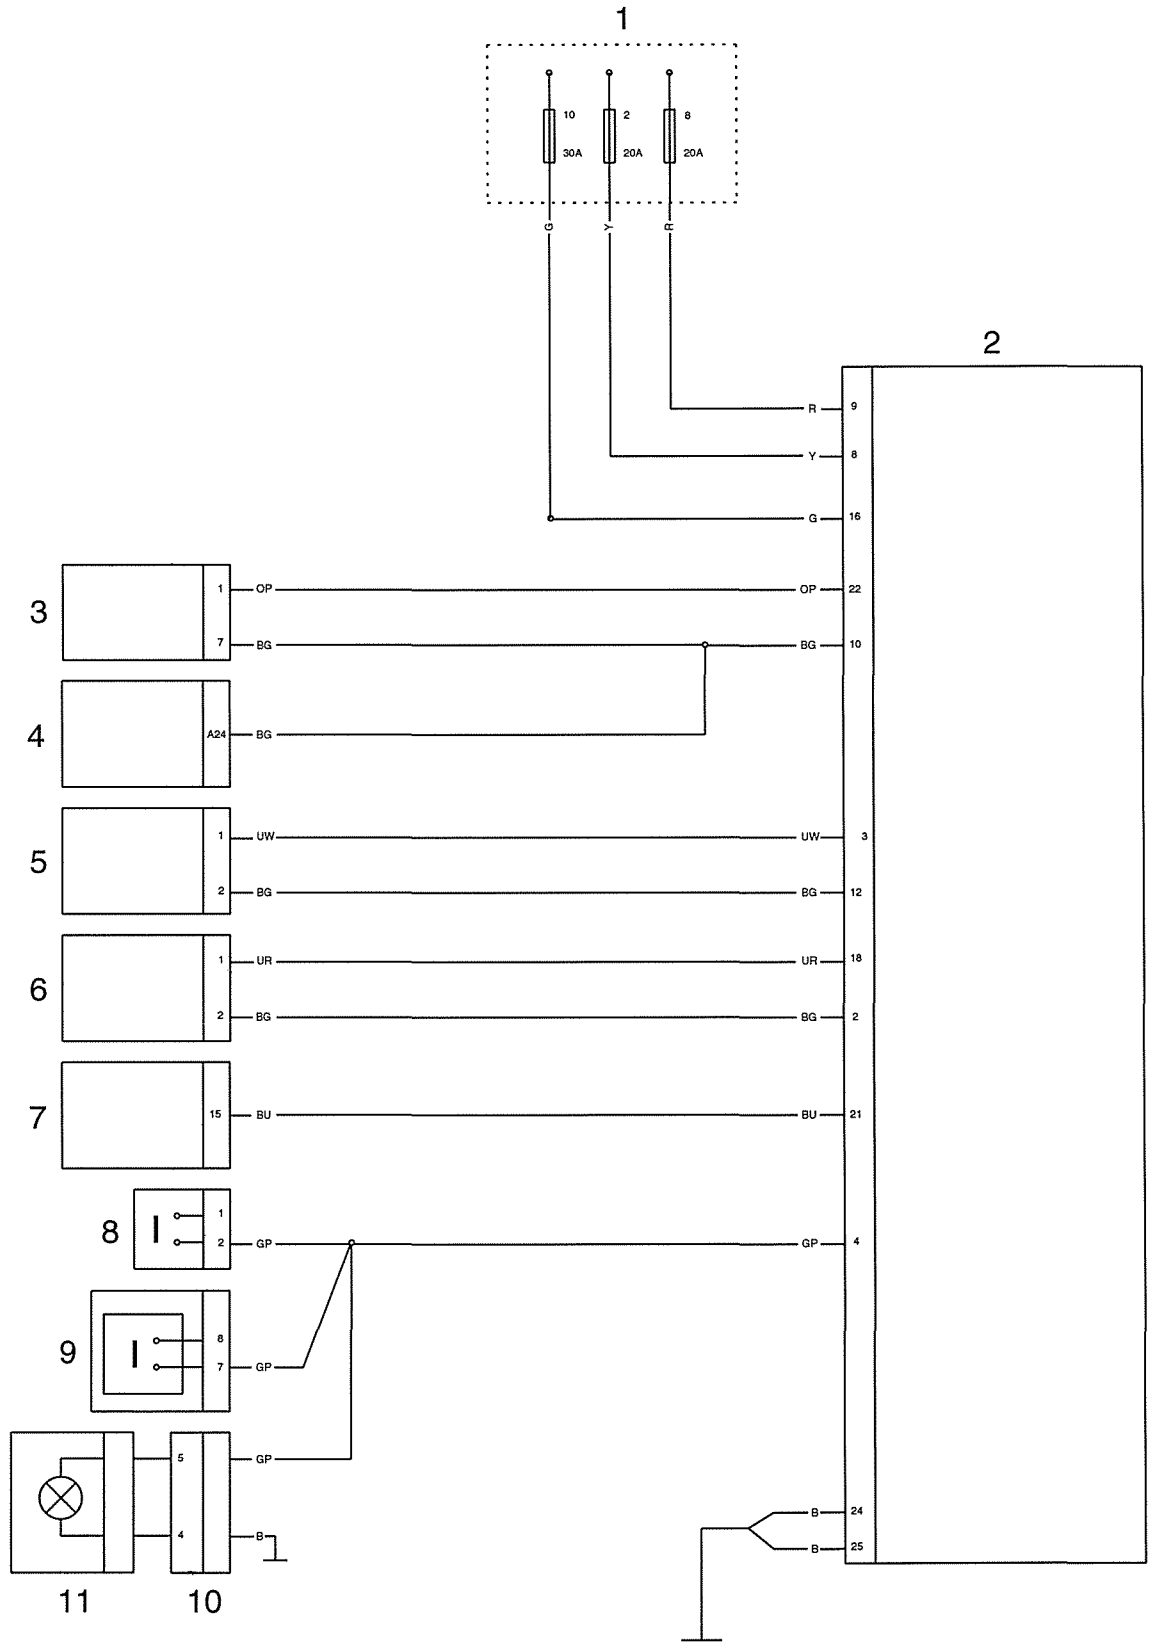 1
10 2 8
30A 20A 20A
G Y R
2
R 9
Y 8
G 16
3 1 OP OP 22
7 BG BG 10
4 A24 BG
5 1 UW UW 3
2 BG BG 12
6 1 UR UR 18
2 BG BG 2
7 15 BU BU 21
8 1
2 GP GP 4
9 8
7 GP
5 GP
B 24
4 B
B 25
11 10